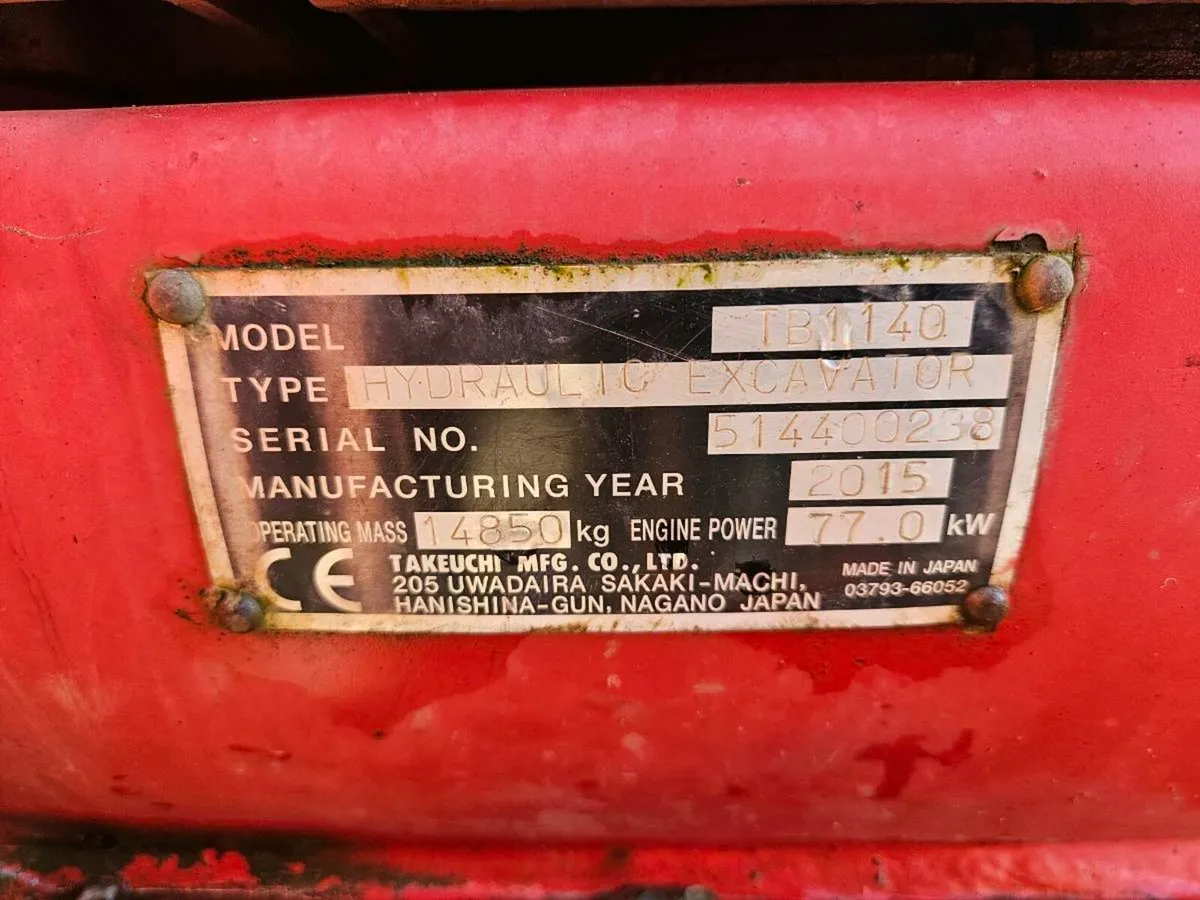 MODEL TB1140
TYPE HYDRAULIC EXCAVATOR
SERIAL NO. 514400238
MANUFACTURING YEAR 2015
OPERATING MASS 14850 kg ENGINE POWER 77.0 kW
CE TAKEUCHI MFG. CO., LTD.
205 UWADAIRA SAKAKI-MACHI,
HANISHINA-GUN, NAGANO JAPAN
MADE IN JAPAN
03793-66052